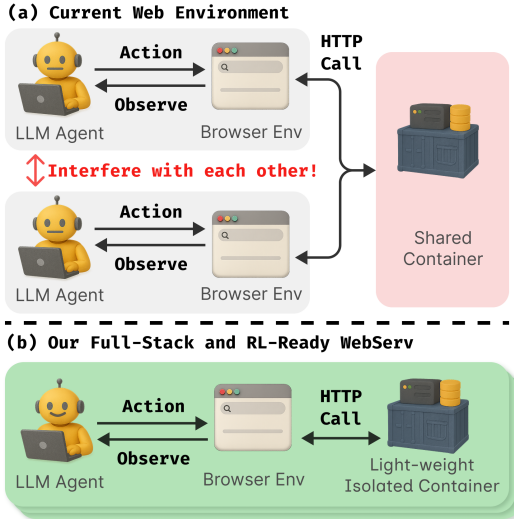 (a) Current Web Environment
Action
Observe
LLM Agent
Browser Env
HTTP
Call
Interfere with each other!
Action
Observe
LLM Agent
Browser Env
Shared
Container
(b) Our Full-Stack and RL-Ready WebServ
Action
Observe
LLM Agent
Browser Env
HTTP
Call
Light-weight
Isolated Container